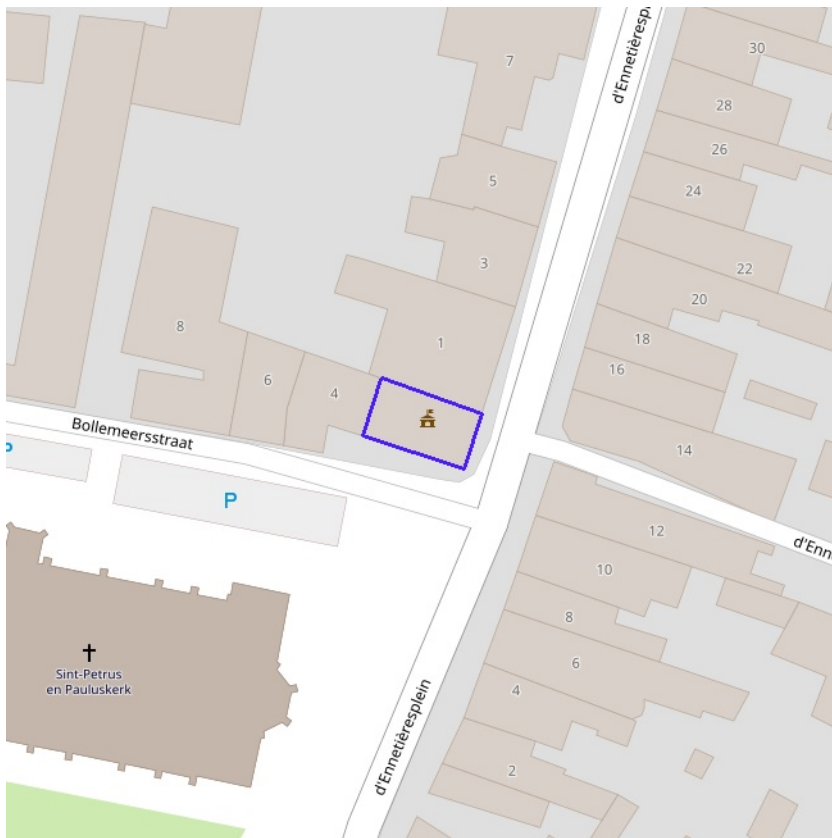 30
7
d'Ennetièresplein
28
26
5
24
22
3
20
18
1
8
16
6
4
Bollemeersstraat
14
P
P
12
d'Enn
10
8
Sint-Petrus
en Pauluskerk
6
4
d'Ennetièresplein
2